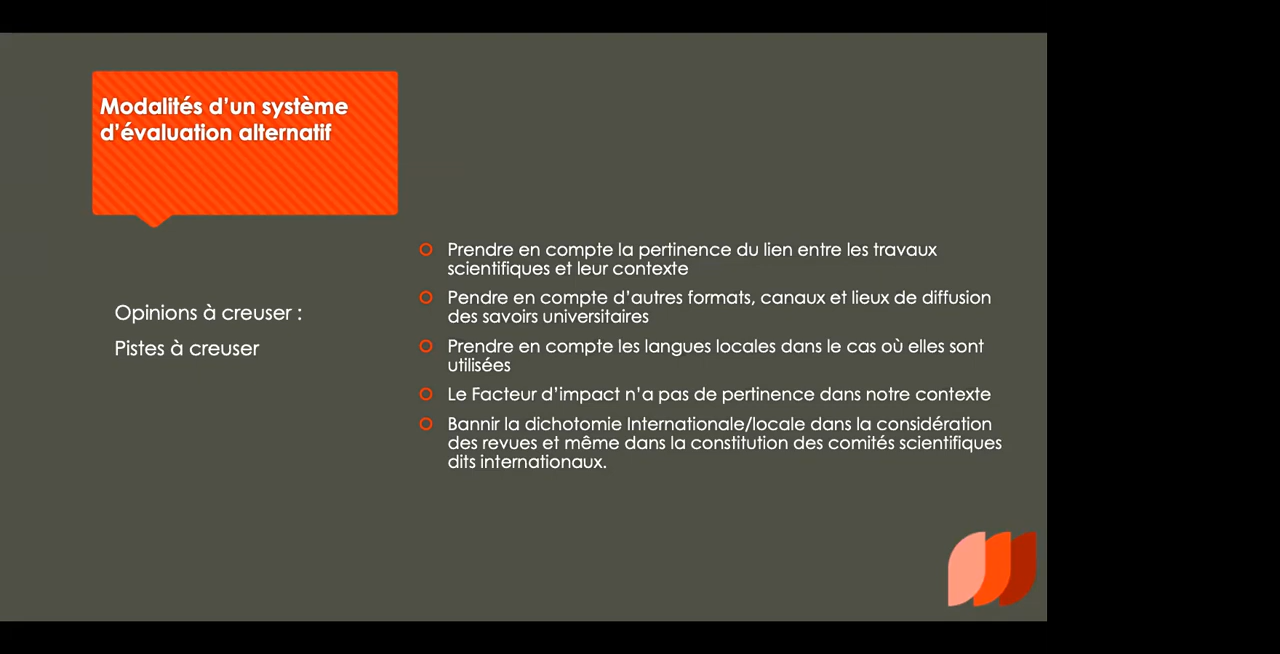 Modalités d'un système
d'évaluation alternatif
Opinions à creuser :
Pistes à creuser
Prendre en compte la pertinence du lien entre les travaux
scientifiques et leur contexte
Pendre en compte d'autres formats, canaux et lieux de diffusion
des savoirs universitaires
Prendre en compte les langues locales dans le cas où elles sont
utilisées
Le Facteur d'impact n'a pas de pertinence dans notre contexte
Bannir la dichotomie Internationale/locale dans la considération
des revues et même dans la constitution des comités scientifiques
dits internationaux.